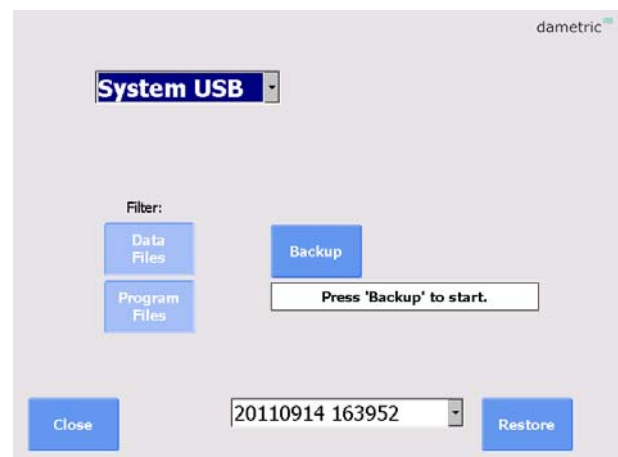 dametric
System USB
Filter:
Data
Files
Backup
Program
Files
Press 'Backup' to start.
Close
20110914 163952
Restore